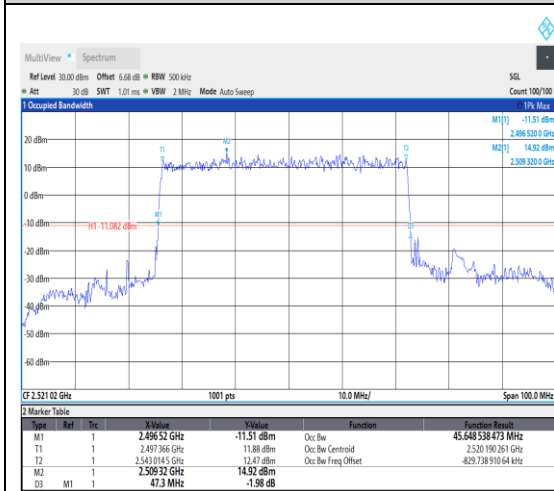 MultiView Spectrum
Ref Level 30.00 dBm Offset 6.68 dB RBW 500 kHz SGL
Att 30 dB SWT 1.01 ms VBW 2 MHz Mode Auto Sweep Count 100/100
1 Occupied Bandwidth 1Pk Max
M1[1] -11.51 dBm
2.496 520 0 GHz
M2[1] 14.92 dBm
2.509 320 0 GHz
M2
T1
T2
20 dBm
10 dBm
0 dBm
M1
-10 dBm
H1 -11.082 dBm
D3
-20 dBm
-30 dBm
-40 dBm
-50 dBm
-60 dBm
CF 2.521 02 GHz 1001 pts 10.0 MHz/ Span 100.0 MHz
2 Marker Table
Type Ref Trc X-Value Y-Value Function Function Result
M1 1 2.496 52 GHz -11.51 dBm Occ Bw 45.648 538 473 MHz
T1 1 2.497 366 GHz 11.88 dBm Occ Bw Centroid 2.520 190 261 GHz
T2 1 2.543 014 5 GHz 12.47 dBm Occ Bw Freq Offset -829.738 910 64 kHz
M2 1 2.509 32 GHz 14.92 dBm
D3 M1 1 47.3 MHz -1.98 dB